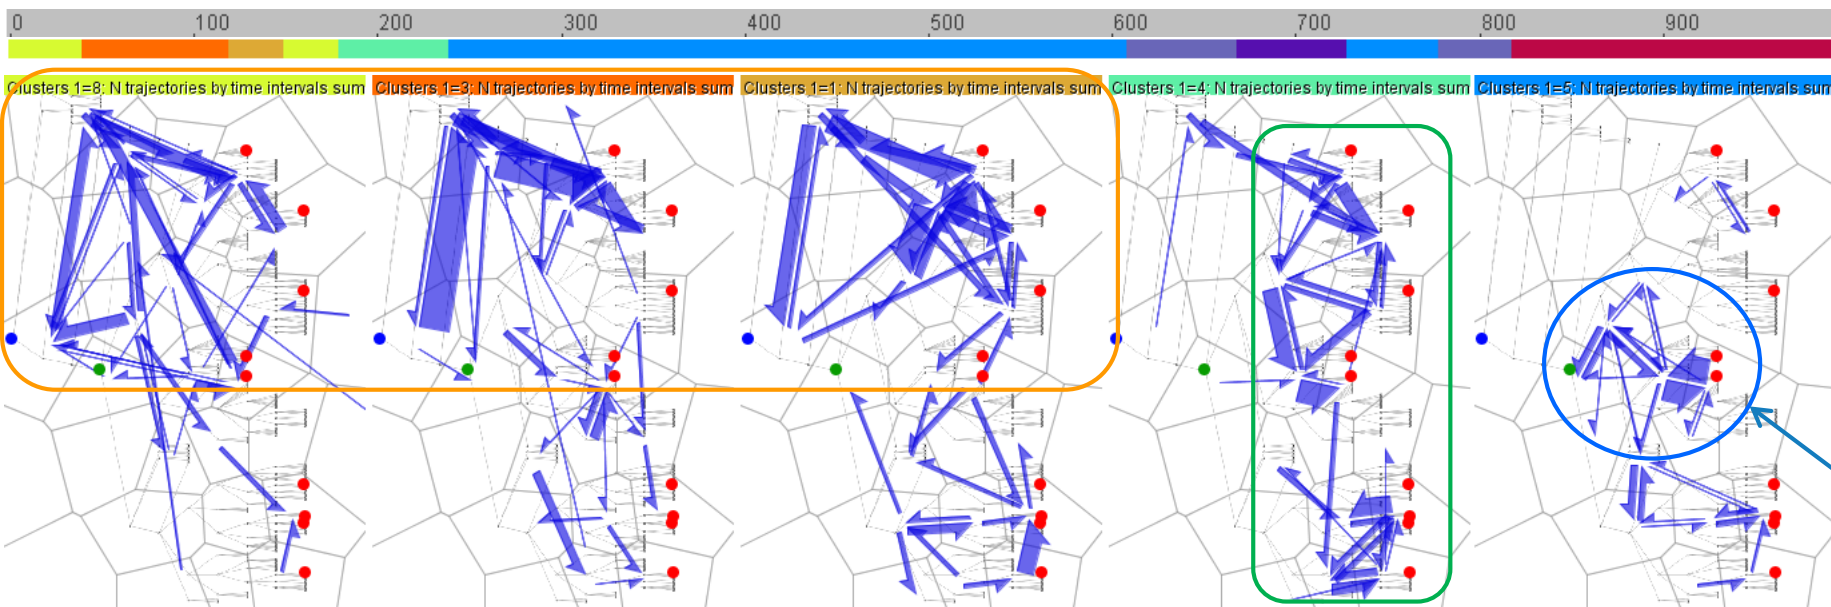 0 100 200 300 400 500 600 700 800 900
Clusters 1=8: N trajectories by time intervals sum
Clusters 1=3: N trajectories by time intervals sum
Clusters 1=1: N trajectories by time intervals sum
Clusters 1=4: N trajectories by time intervals sum
Clusters 1=5: N trajectories by time intervals sum